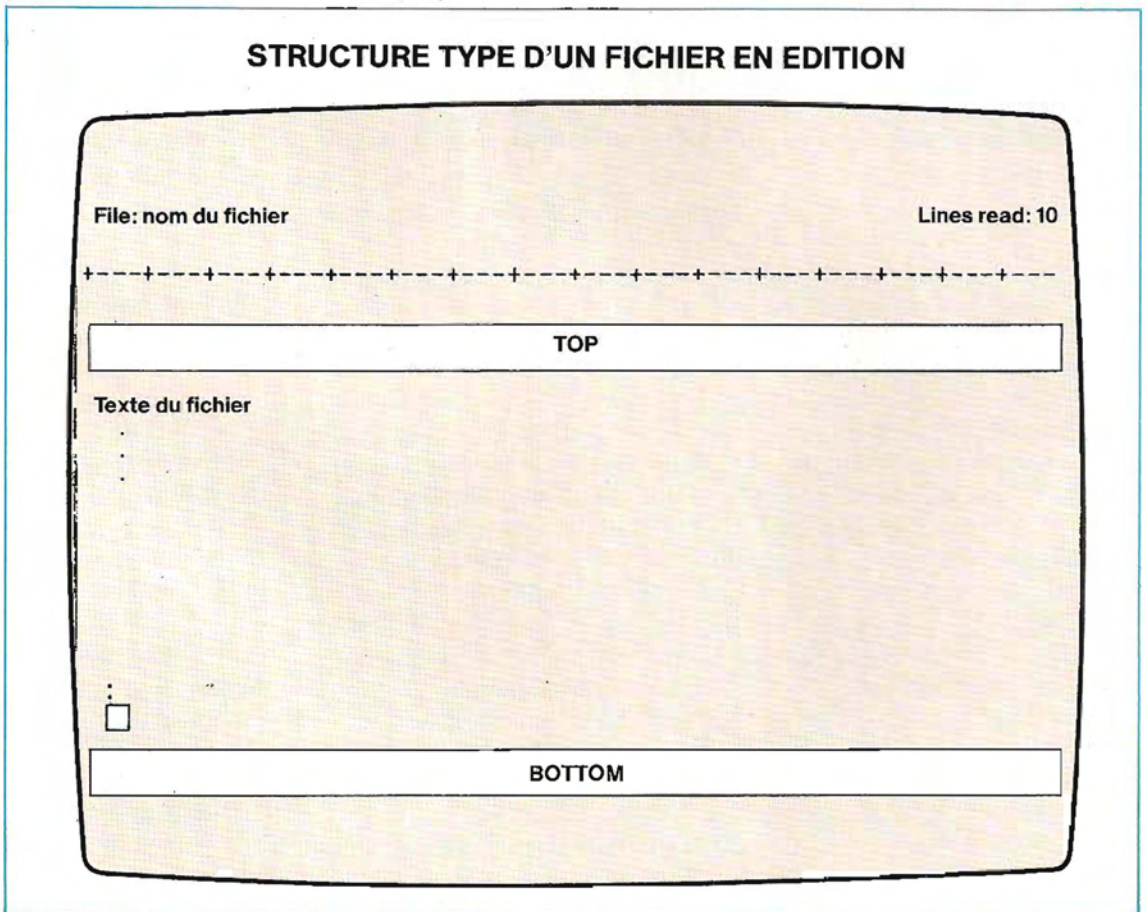 STRUCTURE TYPE D'UN FICHIER EN EDITION
File: nom du fichier Lines read: 10
+----+----+----+----+----+----+----+----+----+----+----+----+----+----+----+----
TOP
Texte du fichier
.
.
.
:
BOTTOM